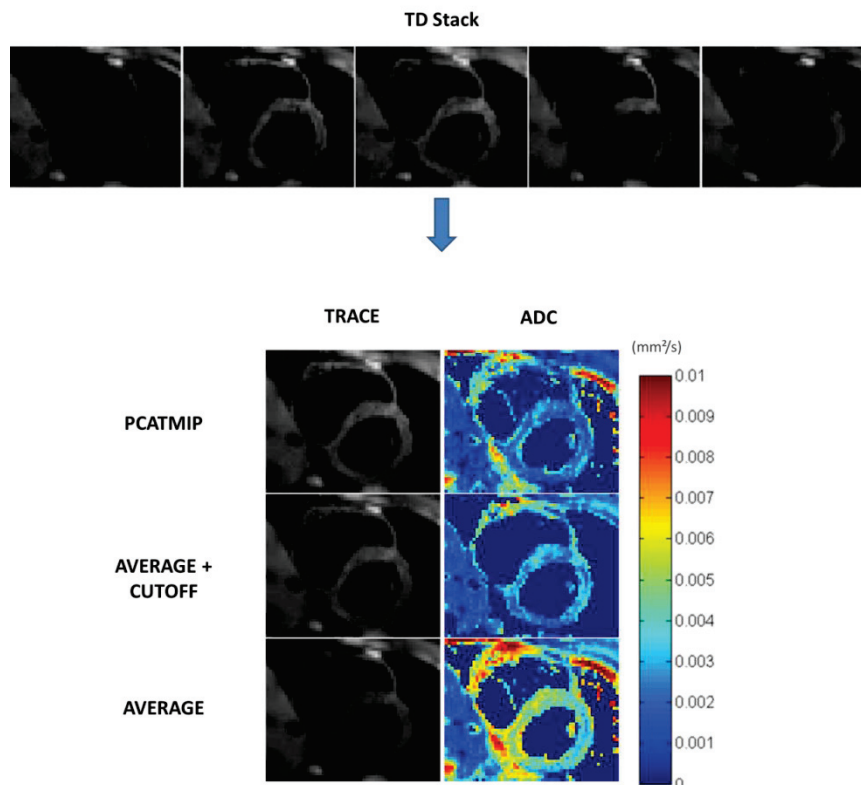 TD Stack
TRACE
ADC
(mm²/s)
PCATMIP
AVERAGE +
CUTOFF
AVERAGE
0.01
0.009
0.008
0.007
0.006
0.005
0.004
0.003
0.002
0.001
0